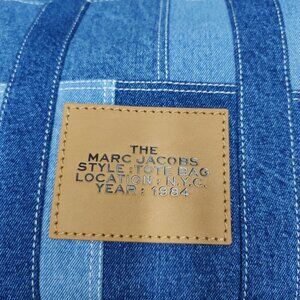 THE
MARC JACOBS
STYLE : TOTE BAG
LOCATION : N.Y.C.
YEAR : 1984